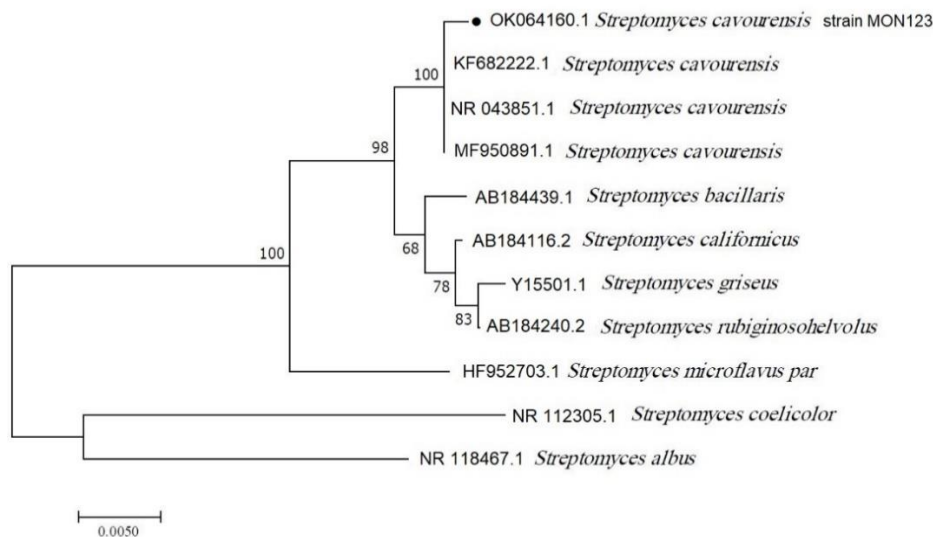 OK064160.1 Streptomyces cavourensis strain MON123
KF682222.1 Streptomyces cavourensis
100
NR 043851.1 Streptomyces cavourensis
98
MF950891.1 Streptomyces cavourensis
AB184439.1 Streptomyces bacillaris
68
AB184116.2 Streptomyces californicus
100
78
Y15501.1 Streptomyces griseus
83
AB184240.2 Streptomyces rubiginosohelvolus
HF952703.1 Streptomyces microflavus par
NR 112305.1 Streptomyces coelicolor
NR 118467.1 Streptomyces albus
0.0050